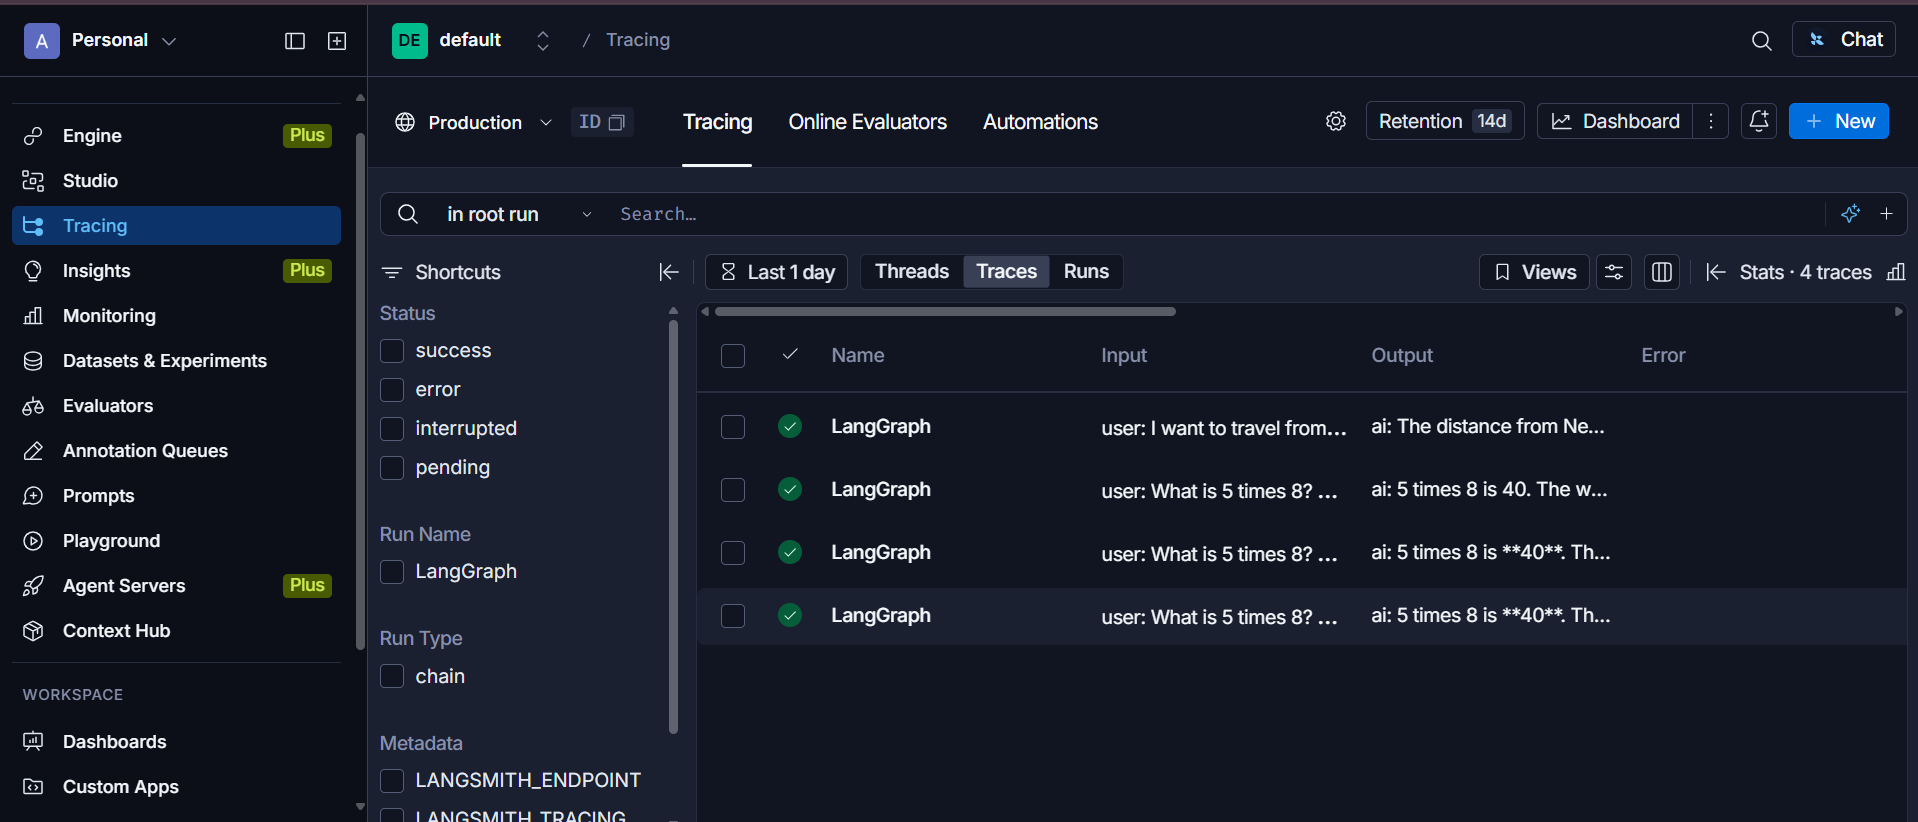 A Personal
DE default / Tracing
Chat
Engine Plus
Studio
Tracing
Insights Plus
Monitoring
Datasets & Experiments
Evaluators
Annotation Queues
Prompts
Playground
Agent Servers Plus
Context Hub
WORKSPACE
Dashboards
Custom Apps
Production ID Tracing Online Evaluators Automations Retention 14d Dashboard + New
in root run Search...
Shortcuts
Last 1 day Threads Traces Runs Views Stats · 4 traces
Status
success
error
interrupted
pending
Run Name
LangGraph
Run Type
chain
Metadata
LANGSMITH_ENDPOINT
LANGSMITH_TRACING
Name Input Output Error
LangGraph user: I want to travel from... ai: The distance from Ne...
LangGraph user: What is 5 times 8? ... ai: 5 times 8 is 40. The w...
LangGraph user: What is 5 times 8? ... ai: 5 times 8 is **40**. Th...
LangGraph user: What is 5 times 8? ... ai: 5 times 8 is **40**. Th...